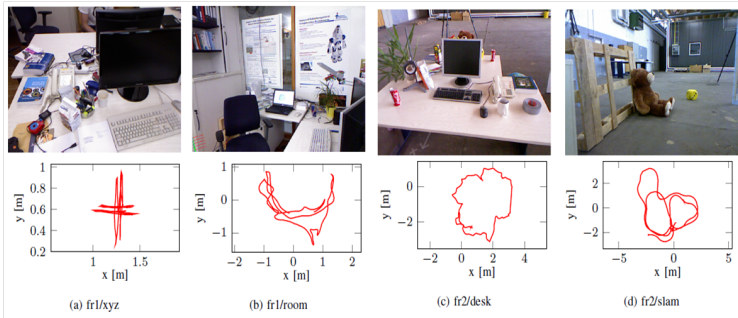 1
0.8
0.6
0.4
0.2
y [m]
1
1.5
x [m]
1
0
−1
y [m]
−2
−1
0
1
2
x [m]
0
−2
y [m]
−2
0
2
4
x [m]
2
0
−2
y [m]
−5
0
5
x [m]
(a) fr1/xyz
(b) fr1/room
(c) fr2/desk
(d) fr2/slam